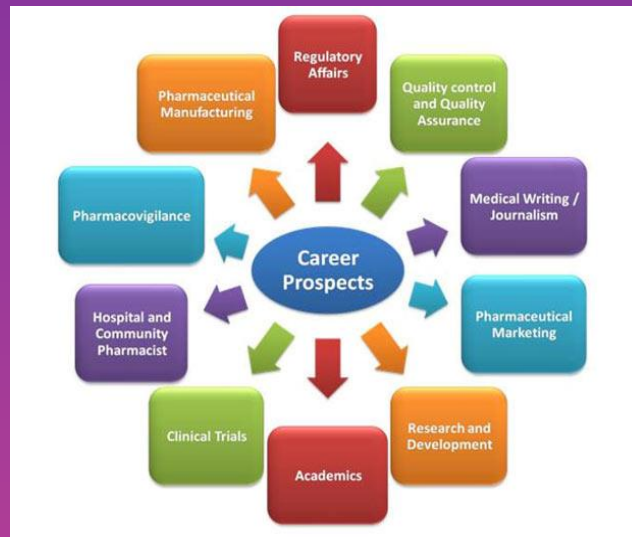 Career
Prospects
Regulatory
Affairs
Quality control
and Quality
Assurance
Medical Writing /
Journalism
Pharmaceutical
Marketing
Research and
Development
Academics
Clinical Trials
Hospital and
Community
Pharmacist
Pharmacovigilance
Pharmaceutical
Manufacturing